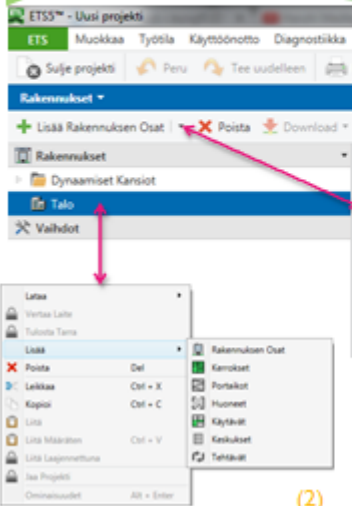 ETS5™ - Uusi projekti
ETS Muokkaa Työtila Käyttöönotto Diagnostiikka
Sulje projekti Peru Tee uudelleen
Rakennukset
Lisää Rakennuksen Osat Poista Download
Rakennukset
Dynaamiset Kansiot
Talo
Vaihdot
Lataa
Vertaa Laite
Tulosta Tarra
Lisää
Poista Del
Leikkaa Ctrl + X
Kopioi Ctrl + C
Liitä
Liitä Määräten Ctrl + V
Liitä Laajennettuna
Jaa Projekti
Ominaisuudet Alt + Enter
Rakennuksen Osat
Kerrokset
Portaikot
Huoneet
Käytävät
Keskukset
Tehtävät
(2)